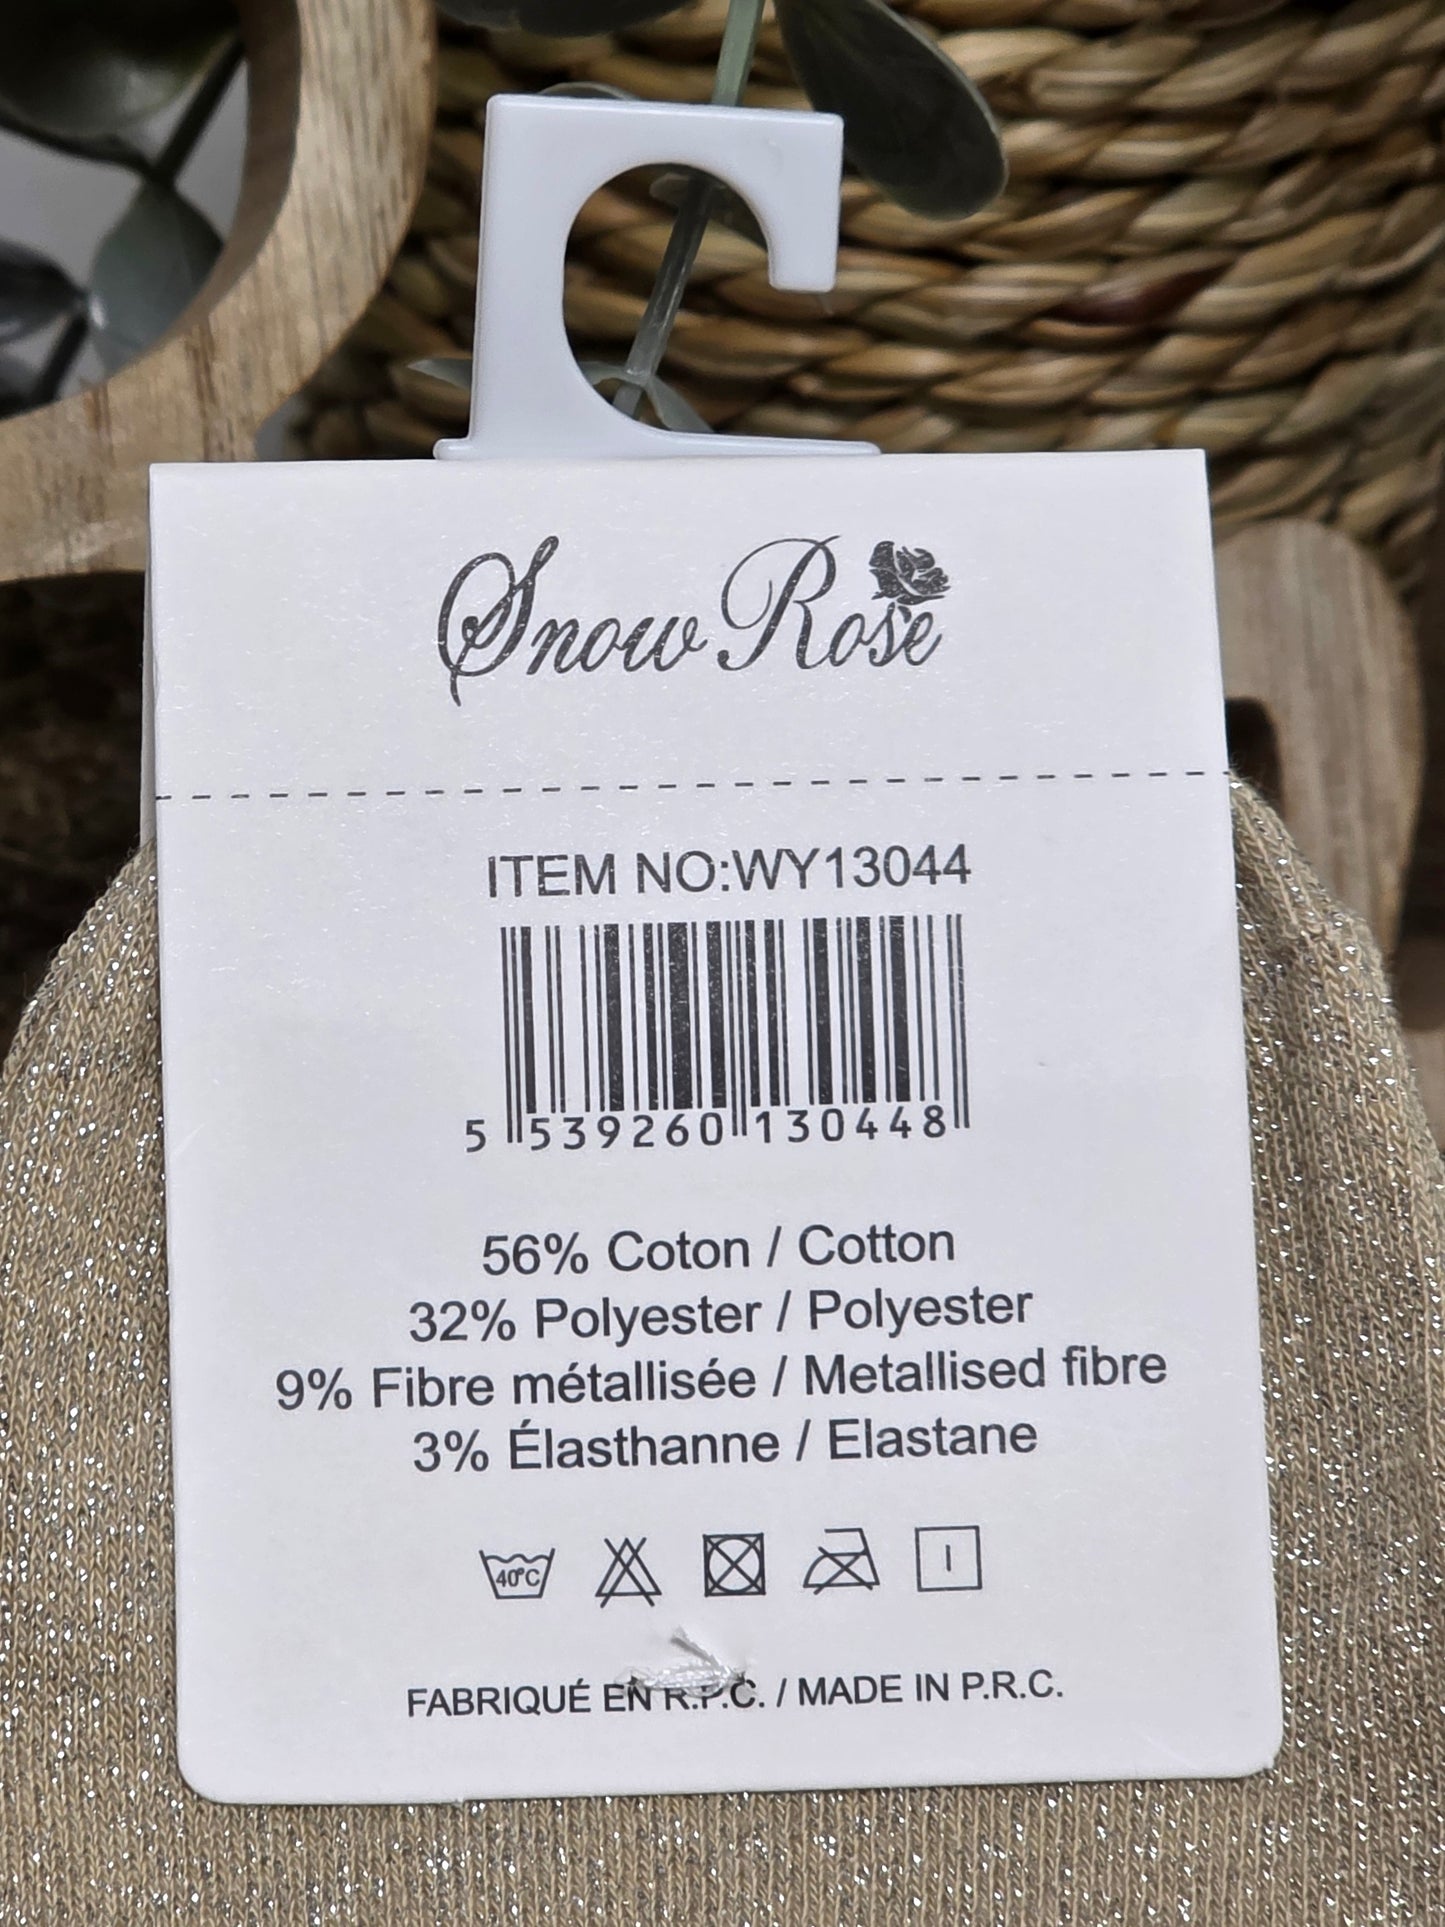 Snow Rose
ITEM NO:WY13044
5 539260 130448
56% Coton / Cotton
32% Polyester / Polyester
9% Fibre métallisée / Metallised fibre
3% Élasthanne / Elastane
40°C
FABRIQUÉ EN R.P.C. / MADE IN P.R.C.